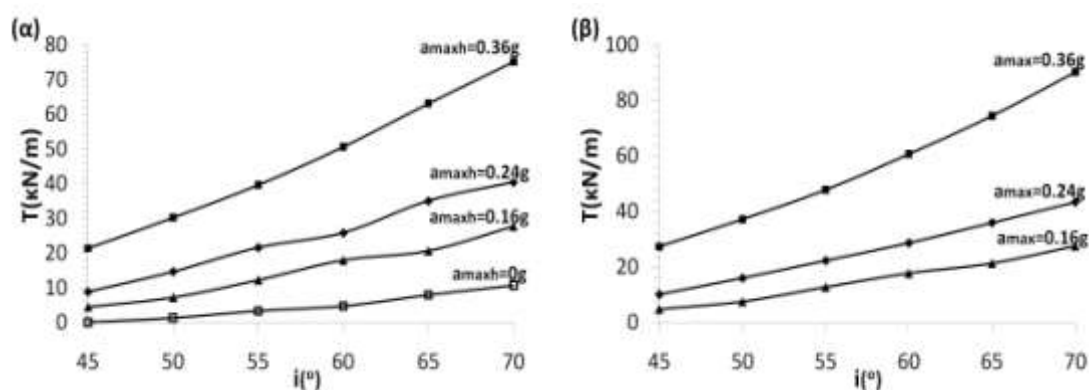 (α)
80
70
60
50
40
30
20
10
0
T(κN/m)
amaxh=0.36g
amaxh=0.24g
amaxh=0.16g
amaxh=0g
45 50 55 60 65 70
i(°)
(β)
100
80
60
40
20
0
T(κN/m)
amax=0.36g
amax=0.24g
amax=0.16g
45 50 55 60 65 70
i(°)